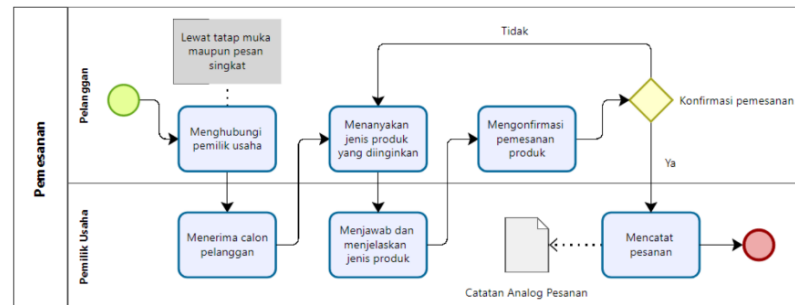 Pemesanan
Pelanggan
Lewat tatap muka
maupun pesan
singkat
Tidak
Menghubungi
pemilik usaha
Menanyakan
jenis produk
yang diinginkan
Mengonfirmasi
pemesanan
produk
Konfirmasi pemesanan
Ya
Pemilik Usaha
Menerima calon
pelanggan
Menjawab dan
menjelaskan
jenis produk
Catatan Analog Pesanan
Mencatat
pesanan